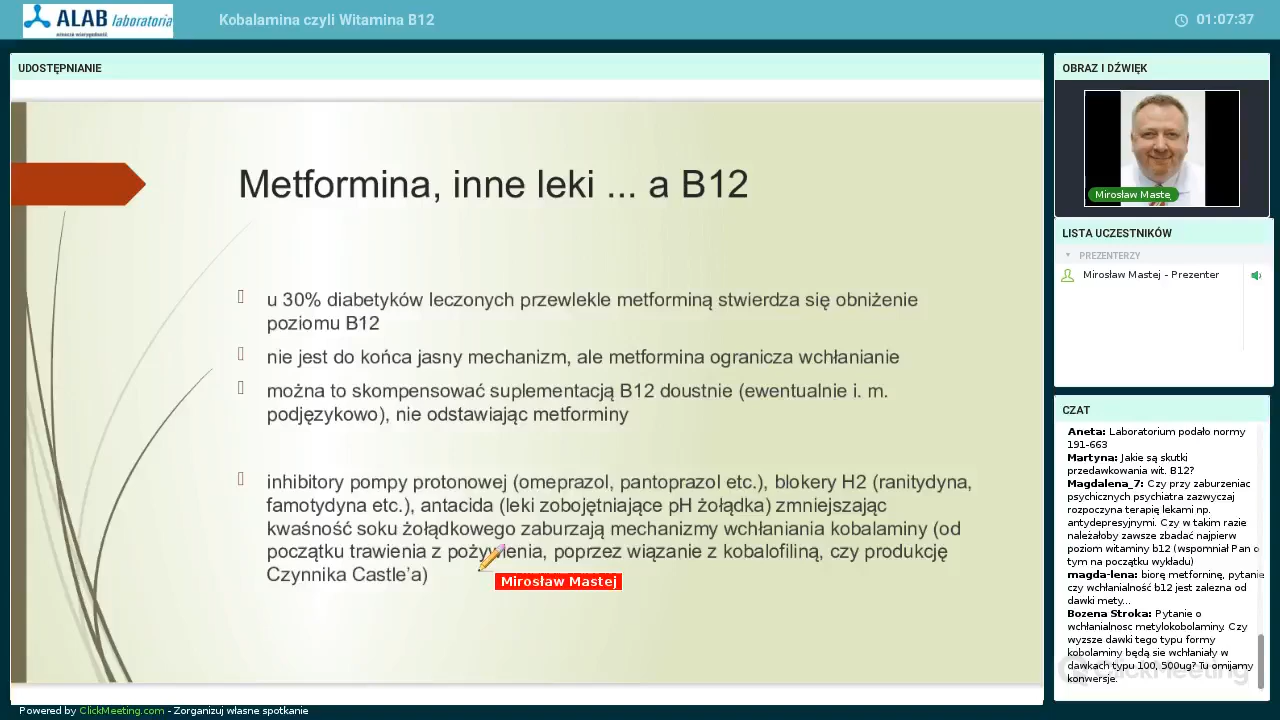 ALAB laboratoria
Kobalamina czyli Witamina B12
01:07:37
UDOSTĘPNIANIE
Metformina, inne leki ... a B12
u 30% diabetyków leczonych przewlekle metforminą stwierdza się obniżenie
poziomu B12
nie jest do końca jasny mechanizm, ale metformina ogranicza wchłanianie
można to skompensować suplementacją B12 doustnie (ewentualnie i. m.
podjęzykowo), nie odstawiając metforminy
inhibitory pompy protonowej (omeprazol, pantoprazol etc.), blokery H2 (ranitydyna,
famotydyna etc.), antacida (leki zobojętniające pH żołądka) zmniejszając
kwaśność soku żołądkowego zaburzają mechanizmy wchłaniania kobalaminy (od
początku trawienia z pożywienia, poprzez wiązanie z kobalofiliną, czy produkcję
Czynnika Castle'a)
Mirosław Mastej
OBRAZ I DŹWIĘK
Mirosław Maste
LISTA UCZESTNIKÓW
PREZENTERZY
Mirosław Mastej - Prezenter
CZAT
Aneta: Laboratorium podało normy
191-663
Martyna: Jakie są skutki
przedawkowania wit. B12?
Magdalena_7: Czy przy zaburzeniac
psychicznych psychiatra zazwyczaj
rozpoczyna terapię lekami np.
antydepresyjnymi. Czy w takim razie
należałoby zawsze zbadać najpierw
poziom witaminy b12 (wspomniał Pan o
tym na początku wykładu)
magda-lena: biorę metforninę, pytanie
czy wchłanialność b12 jest zalezna od
dawki mety...
Bozena Stroka: Pytanie o
wchłanialnosc metylokobolaminy. Czy
wyzsze dawki tego typu formy
kobolaminy będą sie wchłaniały w
dawkach typu 100, 500ug? Tu omijamy
konwersje.
ClickMeeting
Powered by ClickMeeting.com - Zorganizuj własne spotkanie